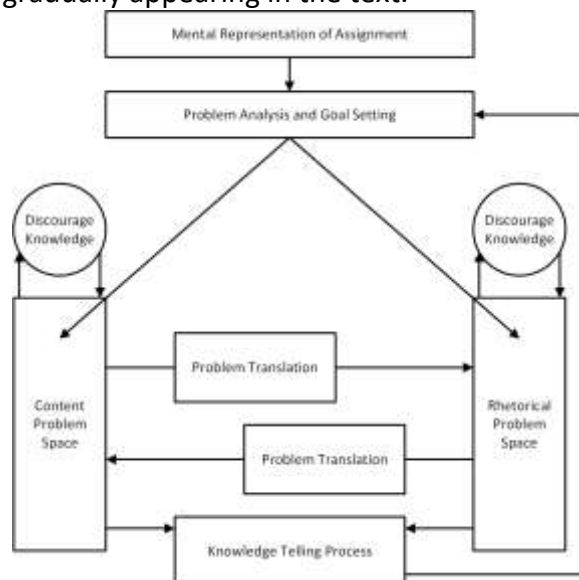 gradually appearing in the text.
Mental Representation of Assignment
Problem Analysis and Goal Setting
Discourage
Knowledge
Discourage
Knowledge
Problem Translation
Content
Problem
Space
Rhetorical
Problem
Space
Problem Translation
Knowledge Telling Process